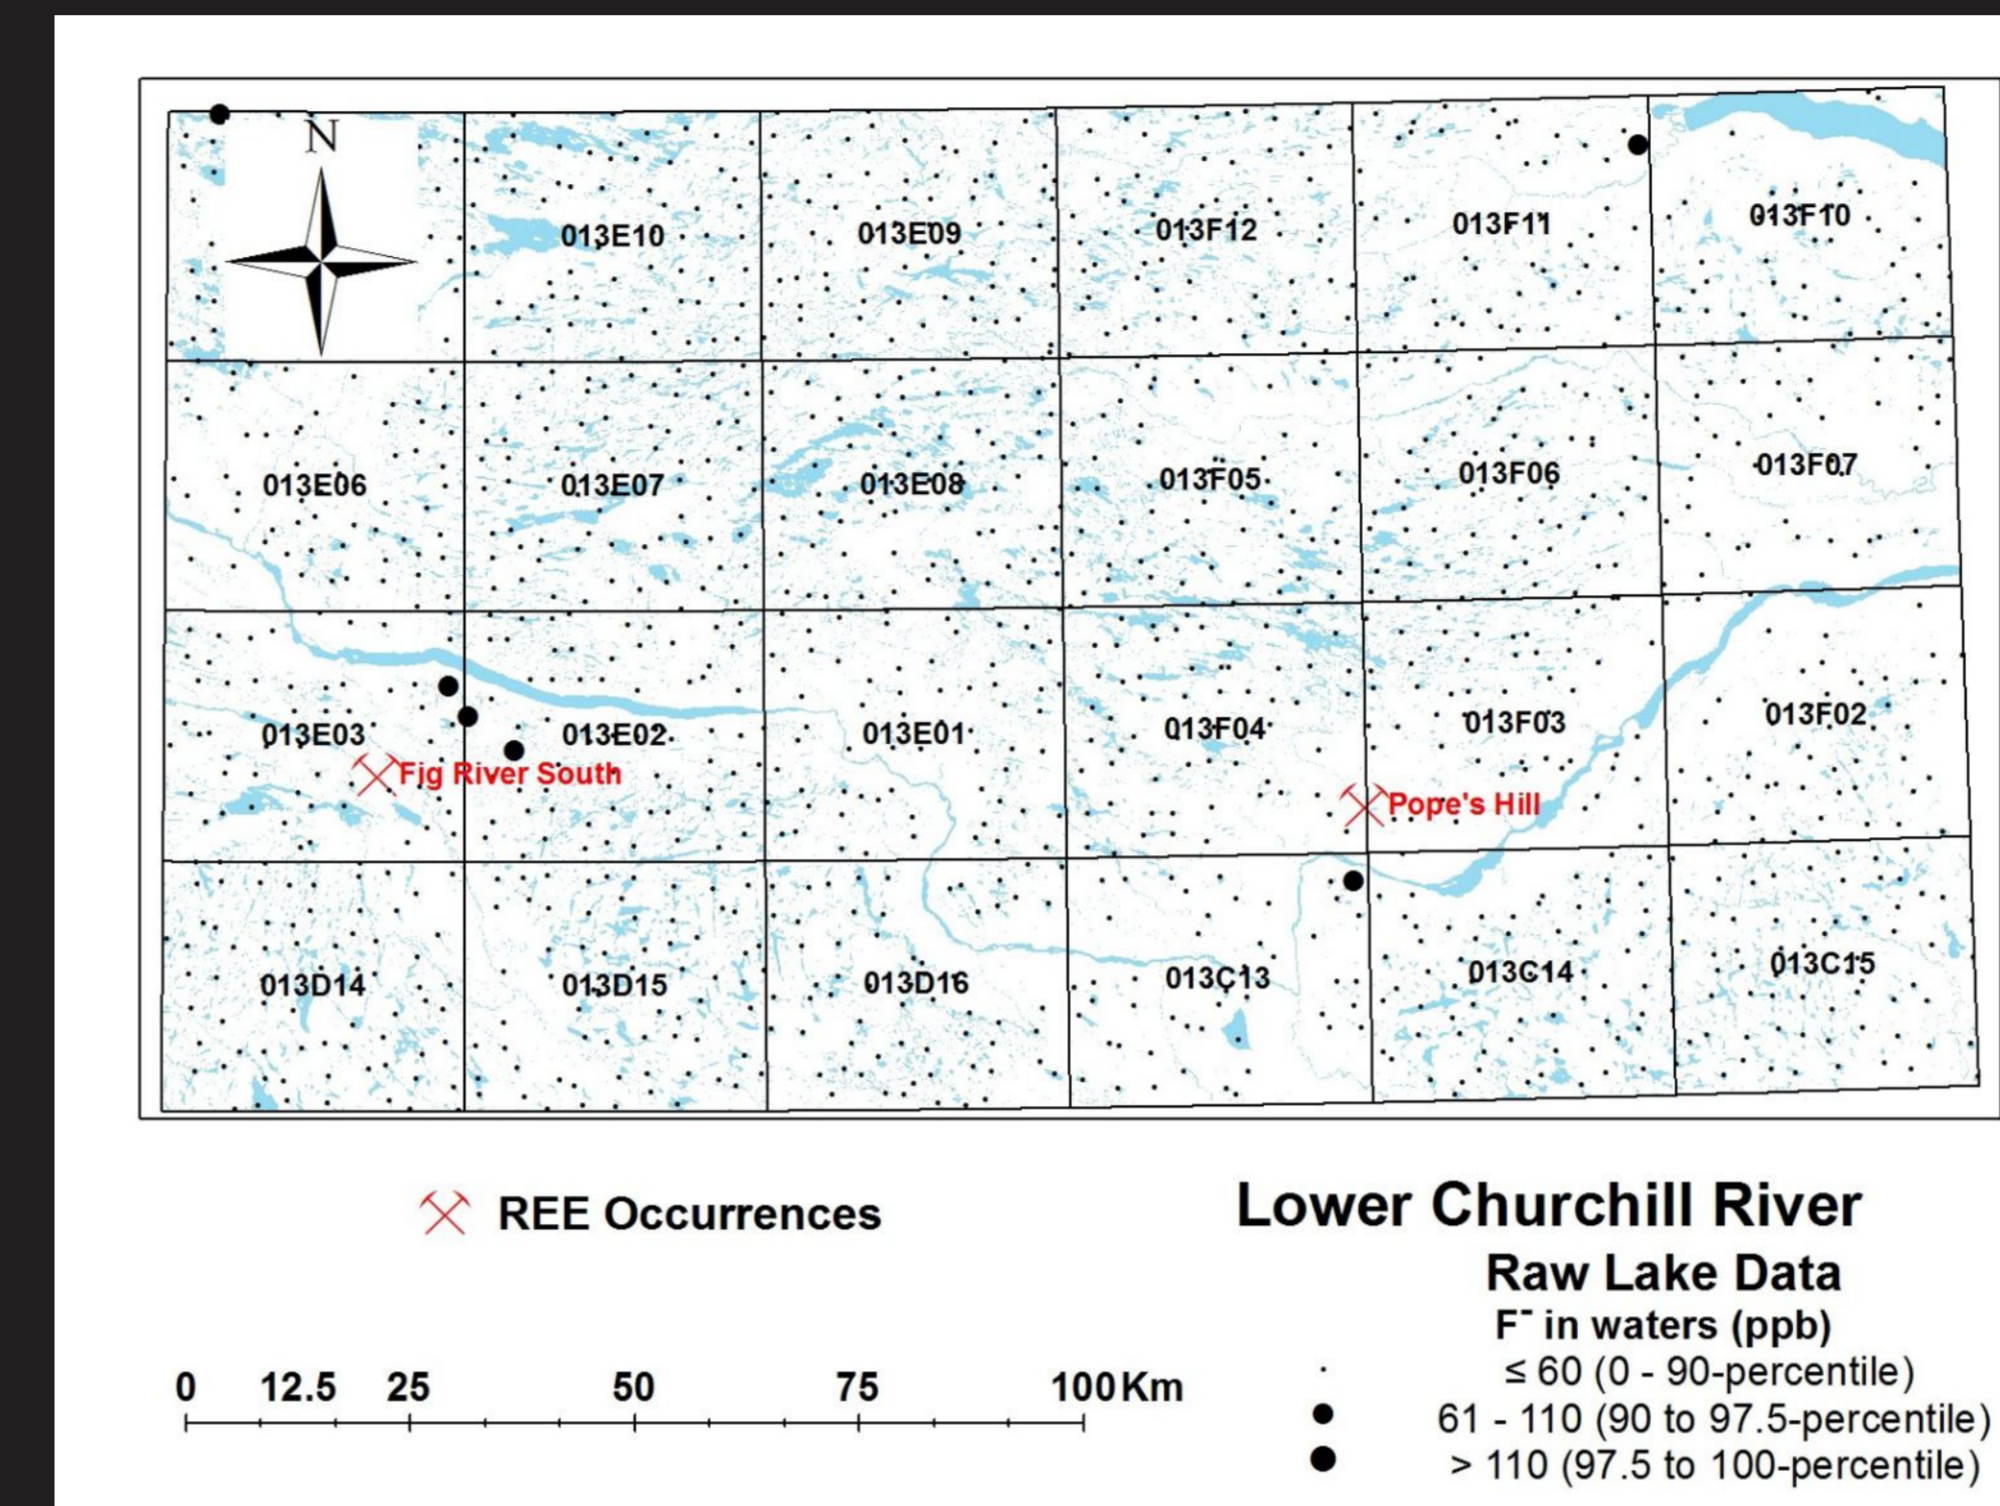 N
013E10 013E09 013F12 013F11 013F10
013E06 013E07 013E08 013F05 013F06 013F07
013E03 013E02 013E01 013F04 013F03 013F02
Fig River South
Pope's Hill
013D14 013D15 013D16 013C13 013C14 013C15
REE Occurrences
Lower Churchill River
Raw Lake Data
F⁻ in waters (ppb)
≤ 60 (0 - 90-percentile)
61 - 110 (90 to 97.5-percentile)
> 110 (97.5 to 100-percentile)
0 12.5 25 50 75 100 Km